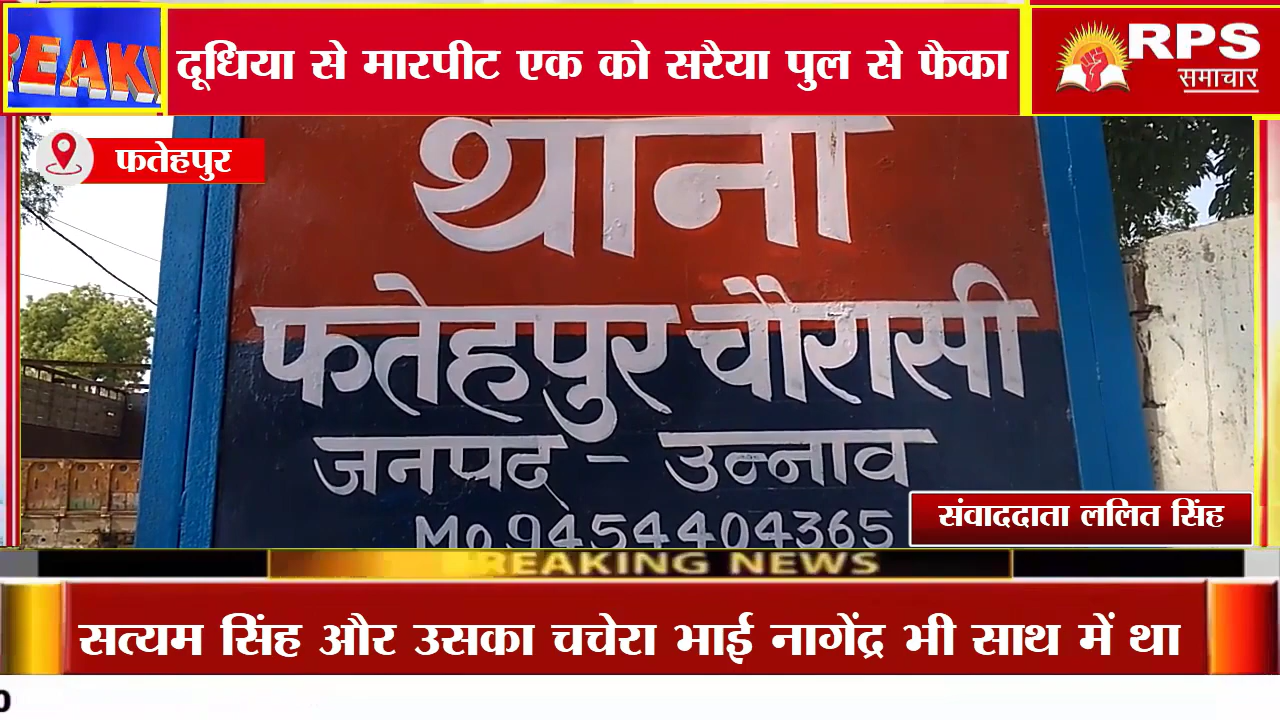 REAK
दूधिया से मारपीट एक को सरैया पुल से फैका
RPS
समाचार
फतेहपुर
थाना
फतेहपुर चौरासी
जनपद - उन्नाव
Mo 9454404365
संवाददाता ललित सिंह
BREAKING NEWS
सत्यम सिंह और उसका चचेरा भाई नागेंद्र भी साथ में था